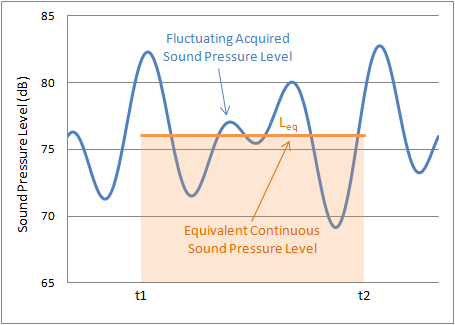 85
80
75
70
65
Sound Pressure Level (dB)
Fluctuating Acquired
Sound Pressure Level
Leq
Equivalent Continuous
Sound Pressure Level
t1
t2